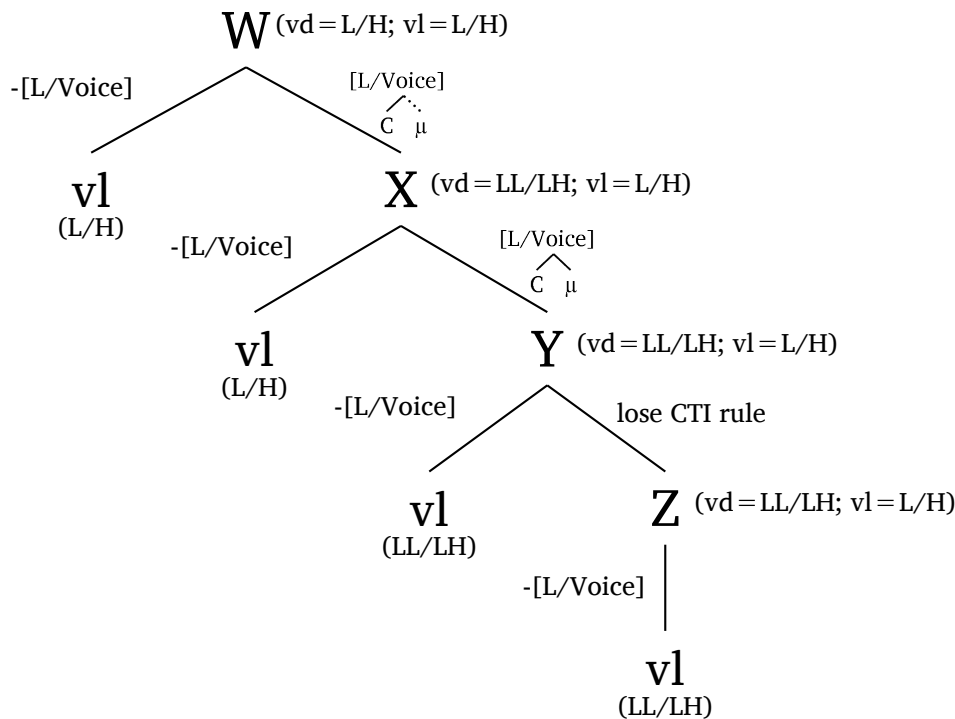 W (vd=L/H; vl=L/H)
-[L/Voice]
[L/Voice]
C μ
vl
(L/H)
X (vd=LL/LH; vl=L/H)
-[L/Voice]
[L/Voice]
C μ
vl
(L/H)
Y (vd=LL/LH; vl=L/H)
-[L/Voice]
lose CTI rule
vl
(LL/LH)
Z (vd=LL/LH; vl=L/H)
-[L/Voice]
vl
(LL/LH)